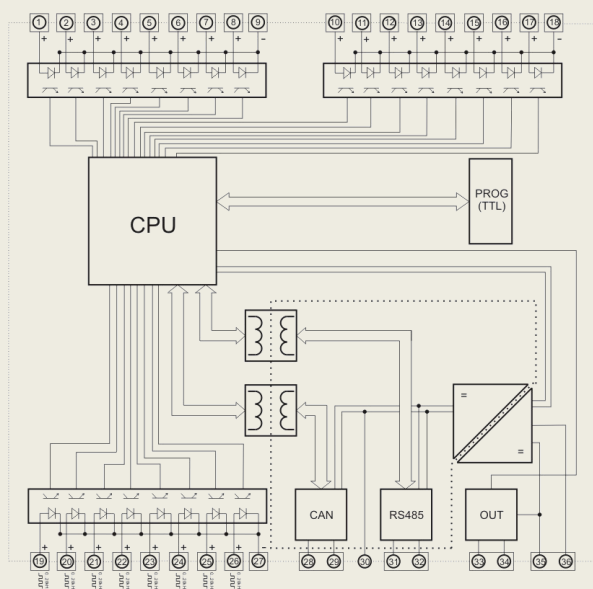 1 2 3 4 5 6 7 8 9 10 11 12 13 14 15 16 17 18
+ + + + + + + + - + + + + + + + + -
CPU
PROG
(TTL)
=
=
CAN
RS485
OUT
+ + + + + + + + -
19 20 21 22 23 24 25 26 27 28 29 30 31 32 33 34 35 36